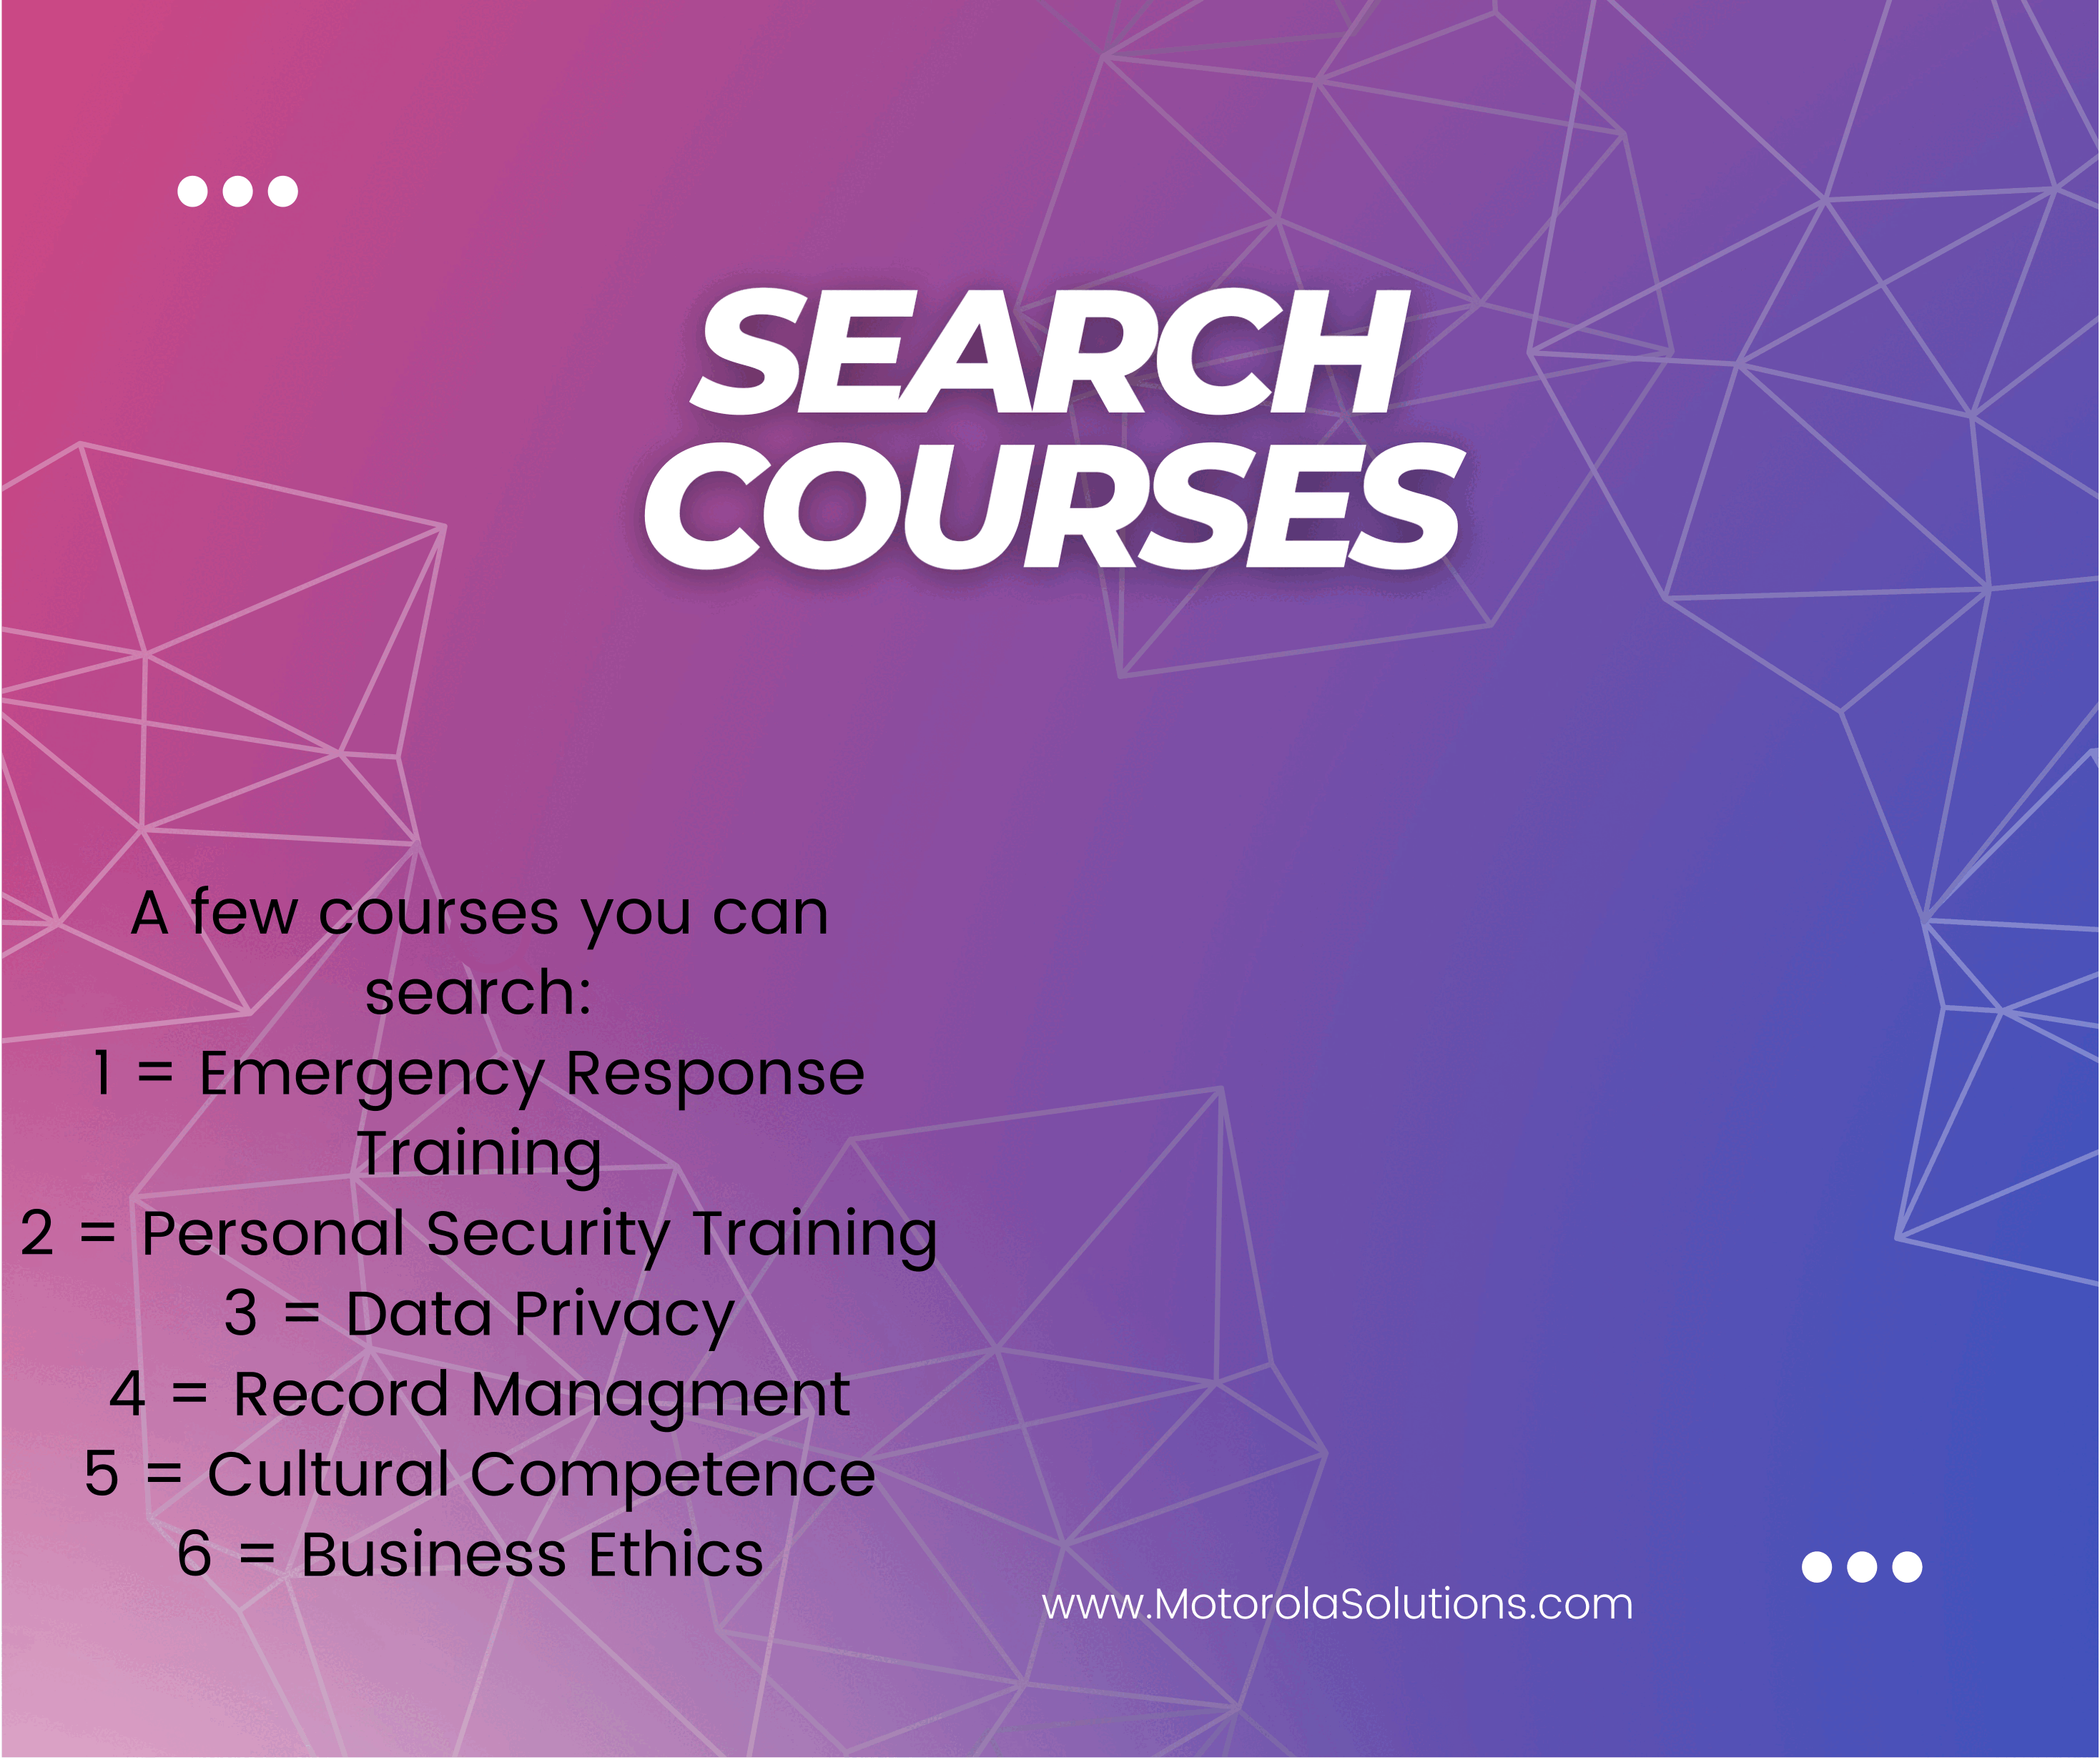 SEARCH
COURSES
A few courses you can
search:
1 = Emergency Response
Training
2 = Personal Security Training
3 = Data Privacy
4 = Record Managment
5 = Cultural Competence
6 = Business Ethics
www.MotorolaSolutions.com